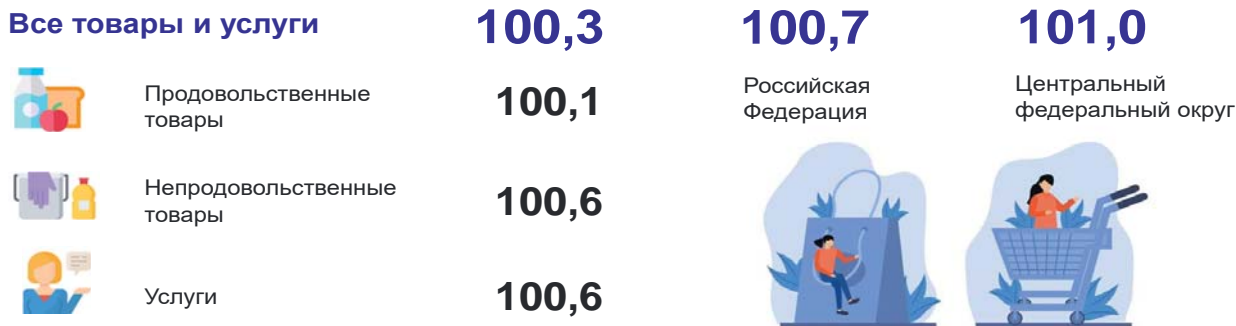 Все товары и услуги
100,3
Продовольственные
товары
100,1
Непродовольственные
товары
100,6
Услуги
100,6
100,7
Российская
Федерация
101,0
Центральный
федеральный округ